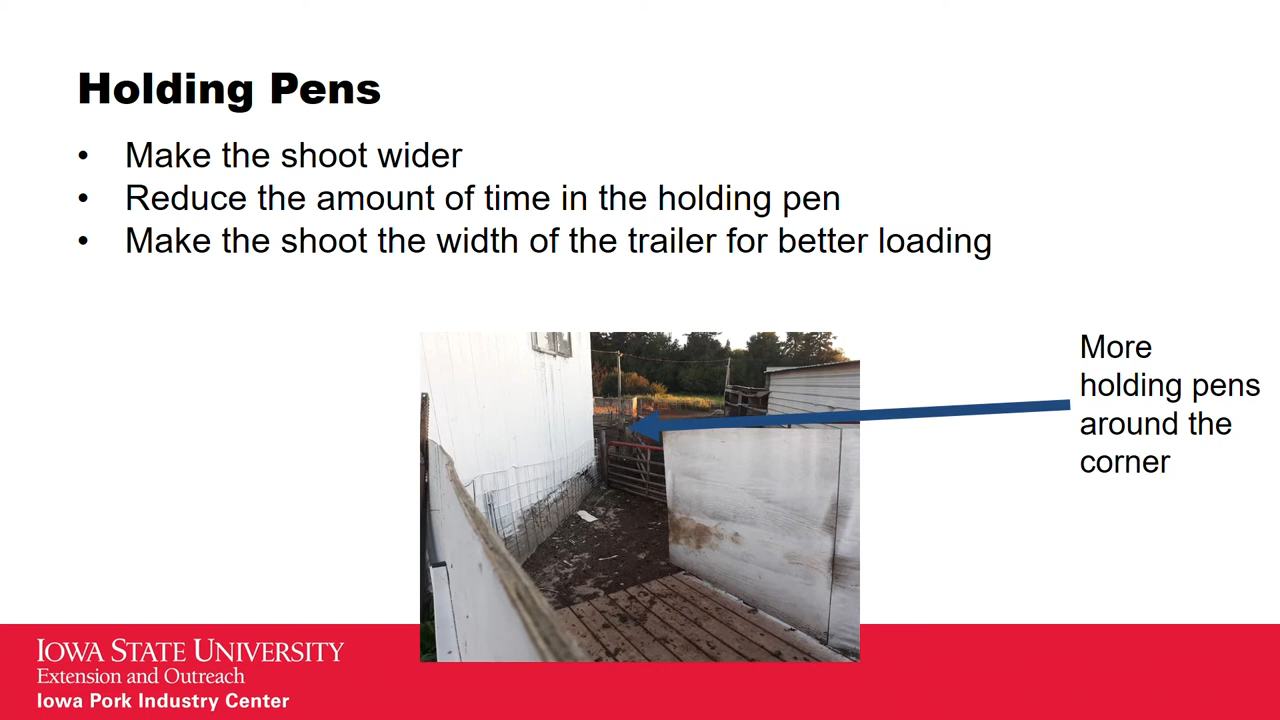 Holding Pens
• Make the shoot wider
• Reduce the amount of time in the holding pen
• Make the shoot the width of the trailer for better loading
More
holding pens
around the
corner
IOWA STATE UNIVERSITY
Extension and Outreach
Iowa Pork Industry Center